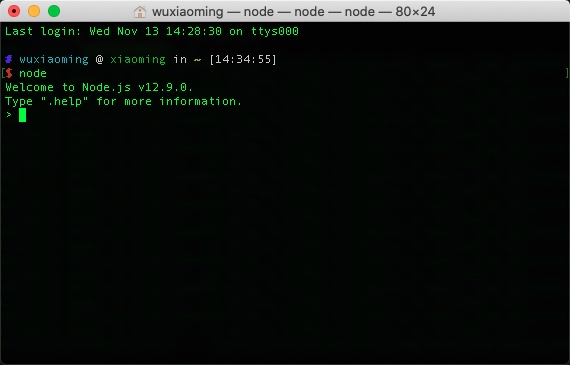 wuxiaoming — node — node — node — 80×24
Last login: Wed Nov 13 14:28:30 on ttys000
# wuxiaoming @ xiaoming in ~ [14:34:55]
[$ node ]
Welcome to Node.js v12.9.0.
Type ".help" for more information.
>